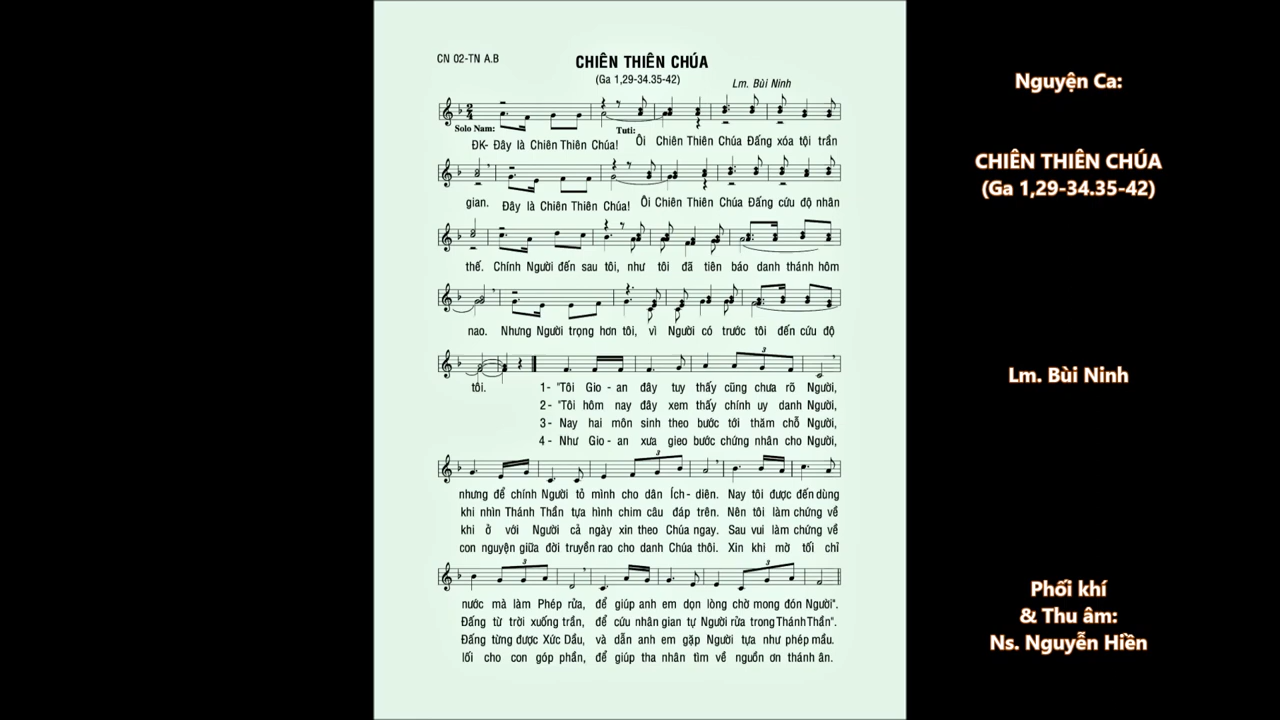 CN 02-TN A.B
CHIÊN THIÊN CHÚA
(Ga 1,29-34.35-42)
Lm. Bùi Ninh
Solo Nam:
Tuti:
ĐK- Đây là Chiên Thiên Chúa! Ôi Chiên Thiên Chúa Đấng xóa tội trần
gian. Đây là Chiên Thiên Chúa! Ôi Chiên Thiên Chúa Đấng cứu độ nhân
thế. Chính Người đến sau tôi, như tôi đã tiên báo danh thánh hôm
nao. Nhưng Người trọng hơn tôi, vì Người có trước tôi đến cứu độ
tôi. 1- "Tôi Gio - an đây tuy thấy cũng chưa rõ Người,
2- "Tôi hôm nay đây xem thấy chính uy danh Người,
3- Nay hai môn sinh theo bước tới thăm chỗ Người,
4- Như Gio - an xưa gieo bước chứng nhân cho Người,
nhưng để chính Người tỏ mình cho dân Ích-diên. Nay tôi được đến dùng
khi nhìn Thánh Thần tựa hình chim câu đáp trên. Nên tôi làm chứng về
khi ở với Người cả ngày xin theo Chúa ngay. Sau vui làm chứng về
con nguyện giữa đời truyền rao cho danh Chúa thôi. Xin khi mờ tối chỉ
nước mà làm Phép rửa, để giúp anh em dọn lòng chờ mong đón Người".
Đấng từ trời xuống trần, để cứu nhân gian tự Người rửa trong Thánh Thần".
Đấng từng được Xức Dầu, và dẫn anh em gặp Người tựa như phép mầu.
lối cho con góp phần, để giúp tha nhân tìm về nguồn ơn thánh ân.
Nguyện Ca:
CHIÊN THIÊN CHÚA
(Ga 1,29-34.35-42)
Lm. Bùi Ninh
Phối khí
& Thu âm:
Ns. Nguyễn Hiền